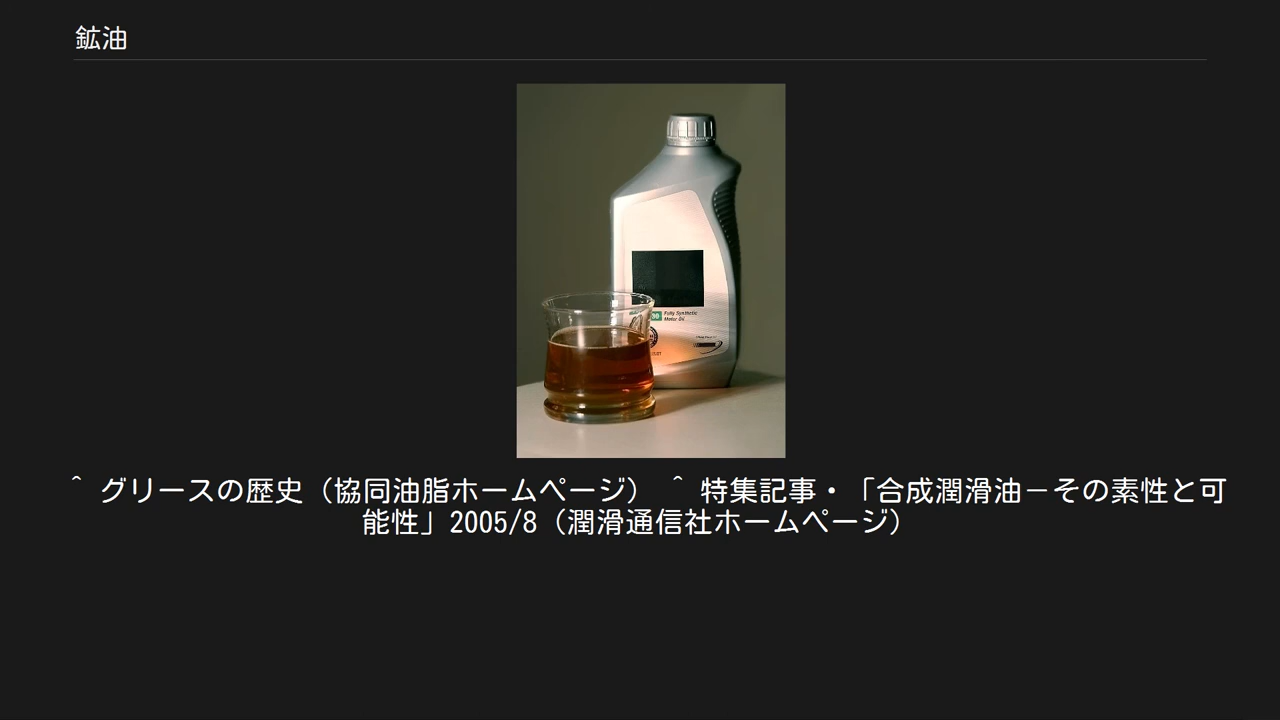 鉱油
30 Fully Synthetic
Motor Oil
^ グリースの歴史（協同油脂ホームページ） ^ 特集記事・「合成潤滑油－その素性と可
能性」2005/8（潤滑通信社ホームページ）